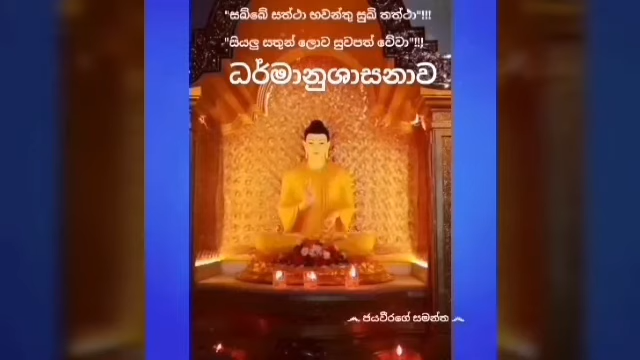 "සබ්බේ සත්ථා භවන්තු සුඛි තත්ථා"!!!
"සියලු සතුන් ලොව සුවපත් වේවා"!!!
ධර්මානුශාසනාව
ජයවීරගේ සමන්ත